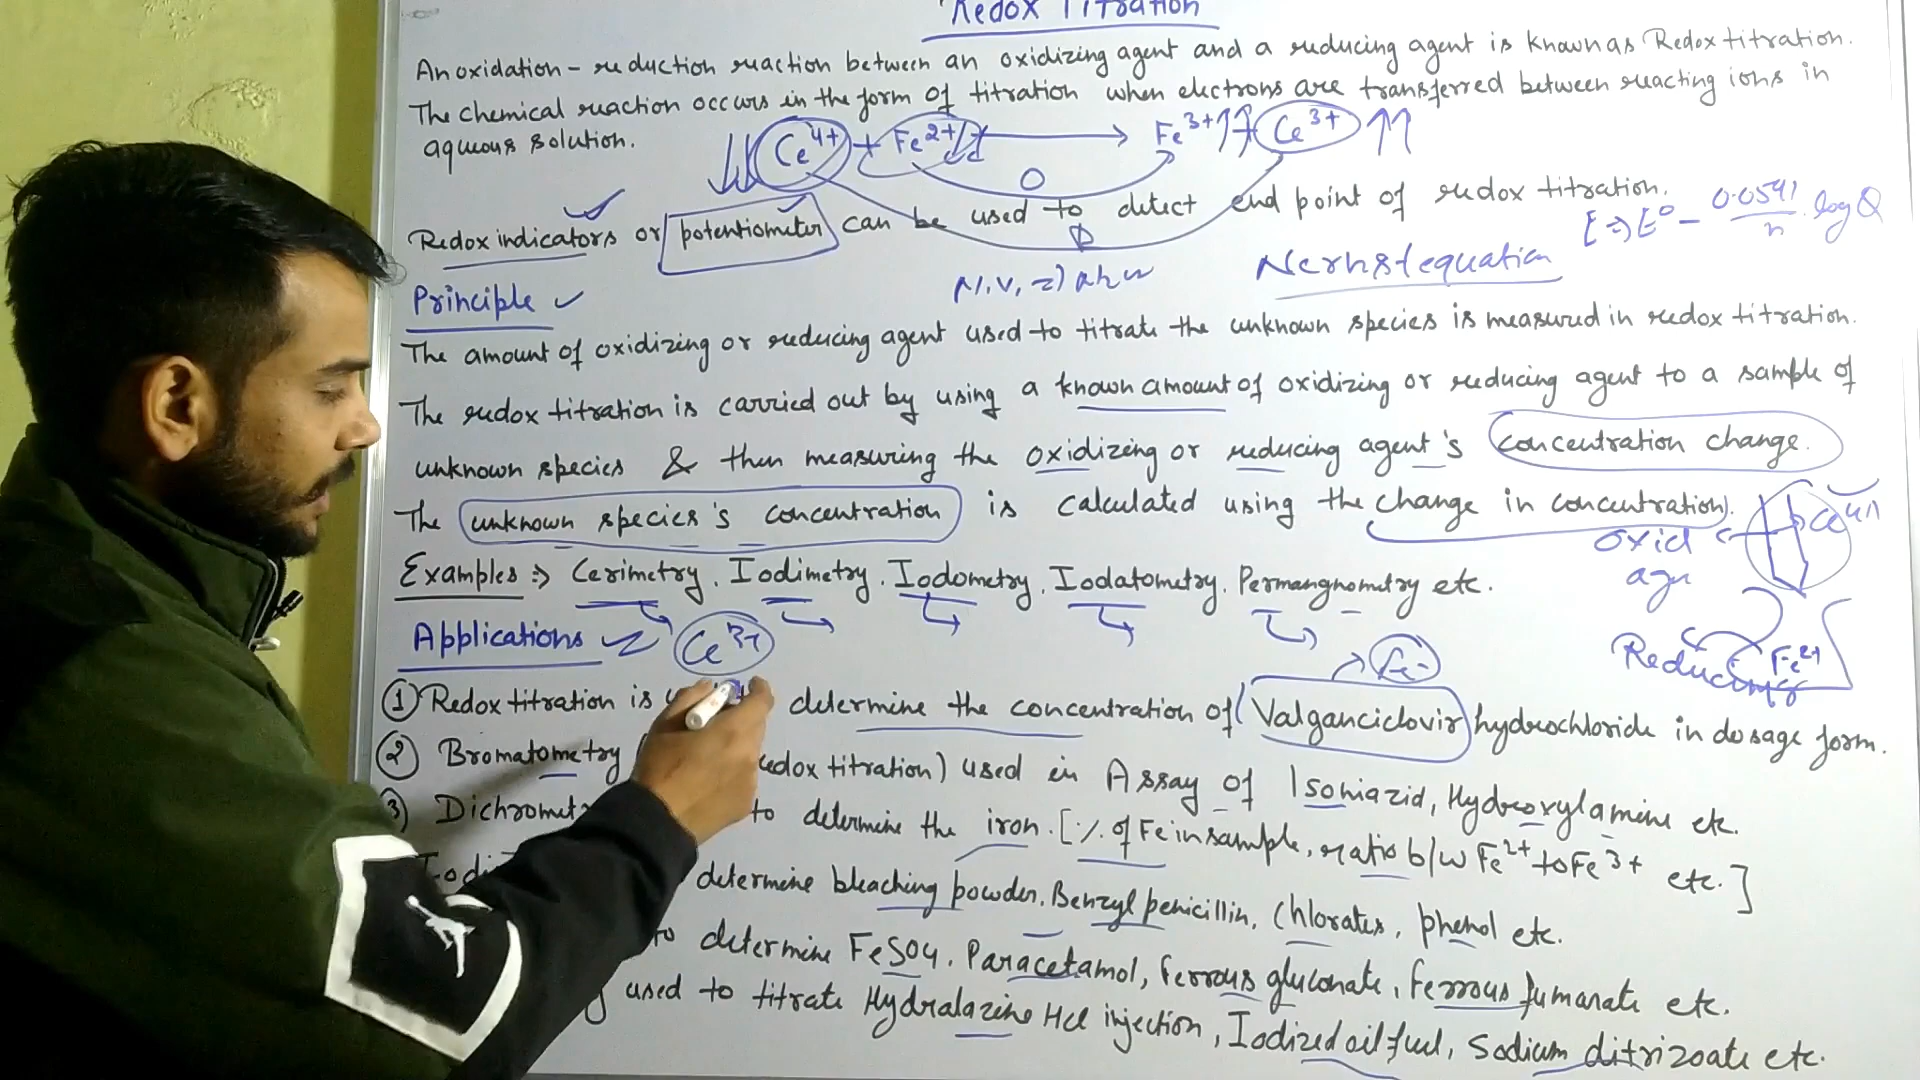 Redox Titration
An oxidation - reduction reaction between an oxidizing agent and a reducing agent is known as Redox titration.
The chemical reaction occurs in the form of titration when electrons are transferred between reacting ions in
aqueous solution.
Ce4+ + Fe2+ → Fe3+ + Ce3+
O
Redox indicators or potentiometer can be used to detect end point of redox titration.
E => E° - 0.0591/n log Q
Nernst equation
Principle
The amount of oxidizing or reducing agent used to titrate the unknown species is measured in redox titration.
The redox titration is carried out by using a known amount of oxidizing or reducing agent to a sample of
unknown species & then measuring the oxidizing or reducing agent's concentration change.
The unknown species's concentration is calculated using the change in concentration).
Oxid
Examples => Cerimetry, Iodimetry, Iodometry, Iodatometry, Permangnometry etc.
Applications
Reducing Fe2+
① Redox titration is determine the concentration of (Valganciclovir) hydrochloride in dosage form.
② Bromatometry redox titration) used in Assay of Isoniazid, Hydroxylamine etc.
③ Dichromet to determine the iron. [% of Fe in sample, ratio b/w Fe2+ to Fe3+ etc.]
determine bleaching powder, Benzyl penicillin, Chlorates, phenol etc.
to determine FeSO4, Paracetamol, Ferrous gluconate, Ferrous fumarate etc.
used to titrate Hydralazine Hcl injection, Iodized oil fuel, Sodium ditrizoate etc.